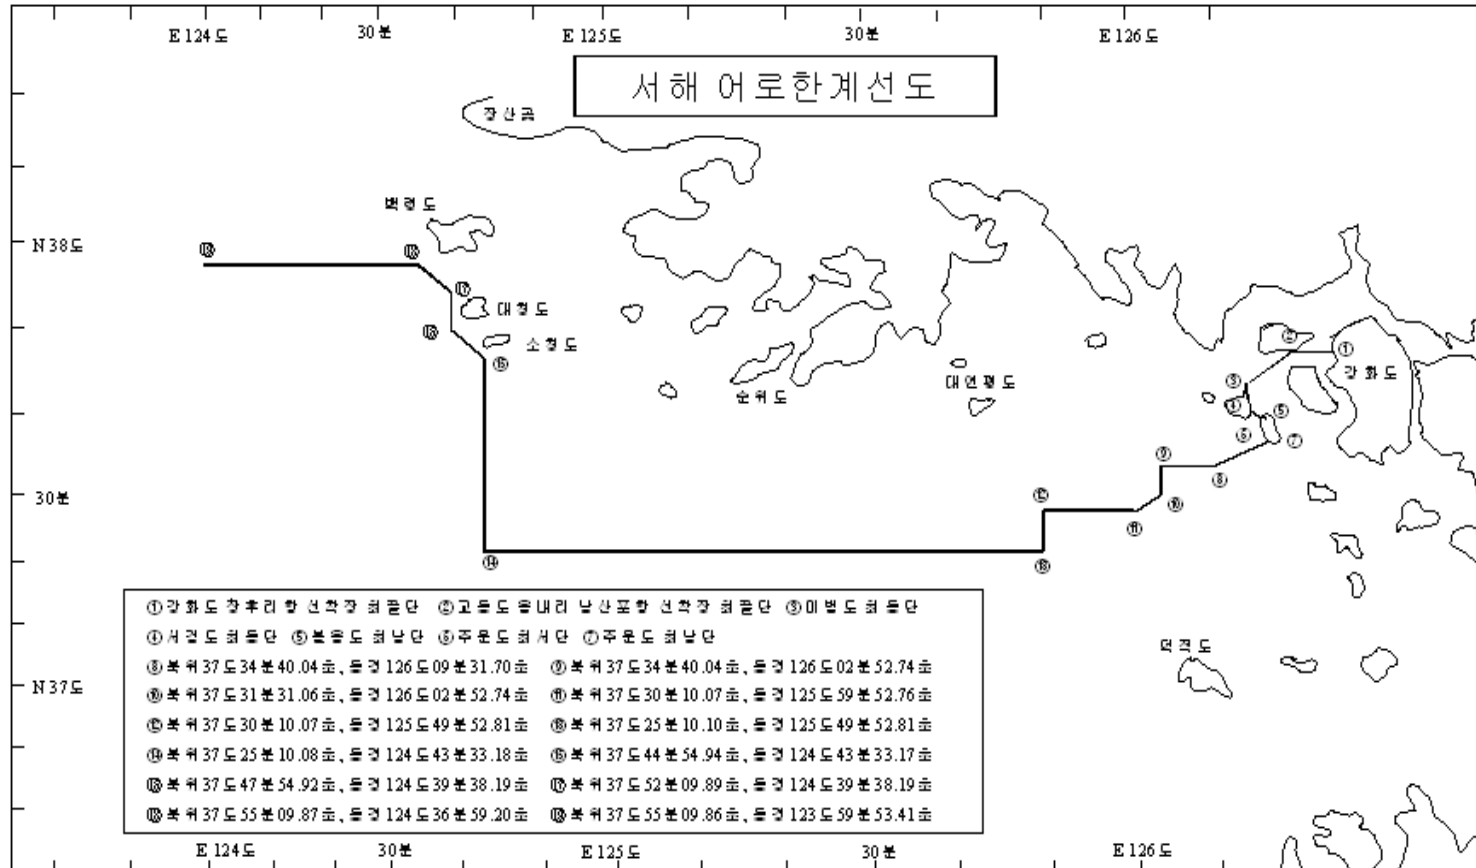 E 124도 30분 E 125도 30분 E 126도
서해 어로한계선도
장산곶
백령도
N 38도
⑲ ⑱
⑰
대청도
⑯ 소청도
⑮
순위도
대연평도
② ①
강화도
③
④ ⑤
⑥ ⑦
⑨
⑧
30분
⑫ ⑩
⑪
⑭ ⑬
①강화도 창후리항 선착장 최끝단 ②교동도 읍내리 남산포항 선착장 최끝단 ③미법도 최동단
④서검도 최동단 ⑤볼음도 최남단 ⑥주문도 최서단 ⑦주문도 최남단
⑧북위37도34분40.04초, 동경126도09분31.70초 ⑨북위37도34분40.04초, 동경126도02분52.74초
⑩북위37도31분31.06초, 동경126도02분52.74초 ⑪북위37도30분10.07초, 동경125도59분52.76초
⑫북위37도30분10.07초, 동경125도49분52.81초 ⑬북위37도25분10.10초, 동경125도49분52.81초
⑭북위37도25분10.08초, 동경124도43분33.18초 ⑮북위37도44분54.94초, 동경124도43분33.17초
⑯북위37도47분54.92초, 동경124도39분38.19초 ⑰북위37도52분09.89초, 동경124도39분38.19초
⑱북위37도55분09.87초, 동경124도36분59.20초 ⑲북위37도55분09.86초, 동경123도59분53.41초
덕적도
N 37도
E 124도 30분 E 125도 30분 E 126도